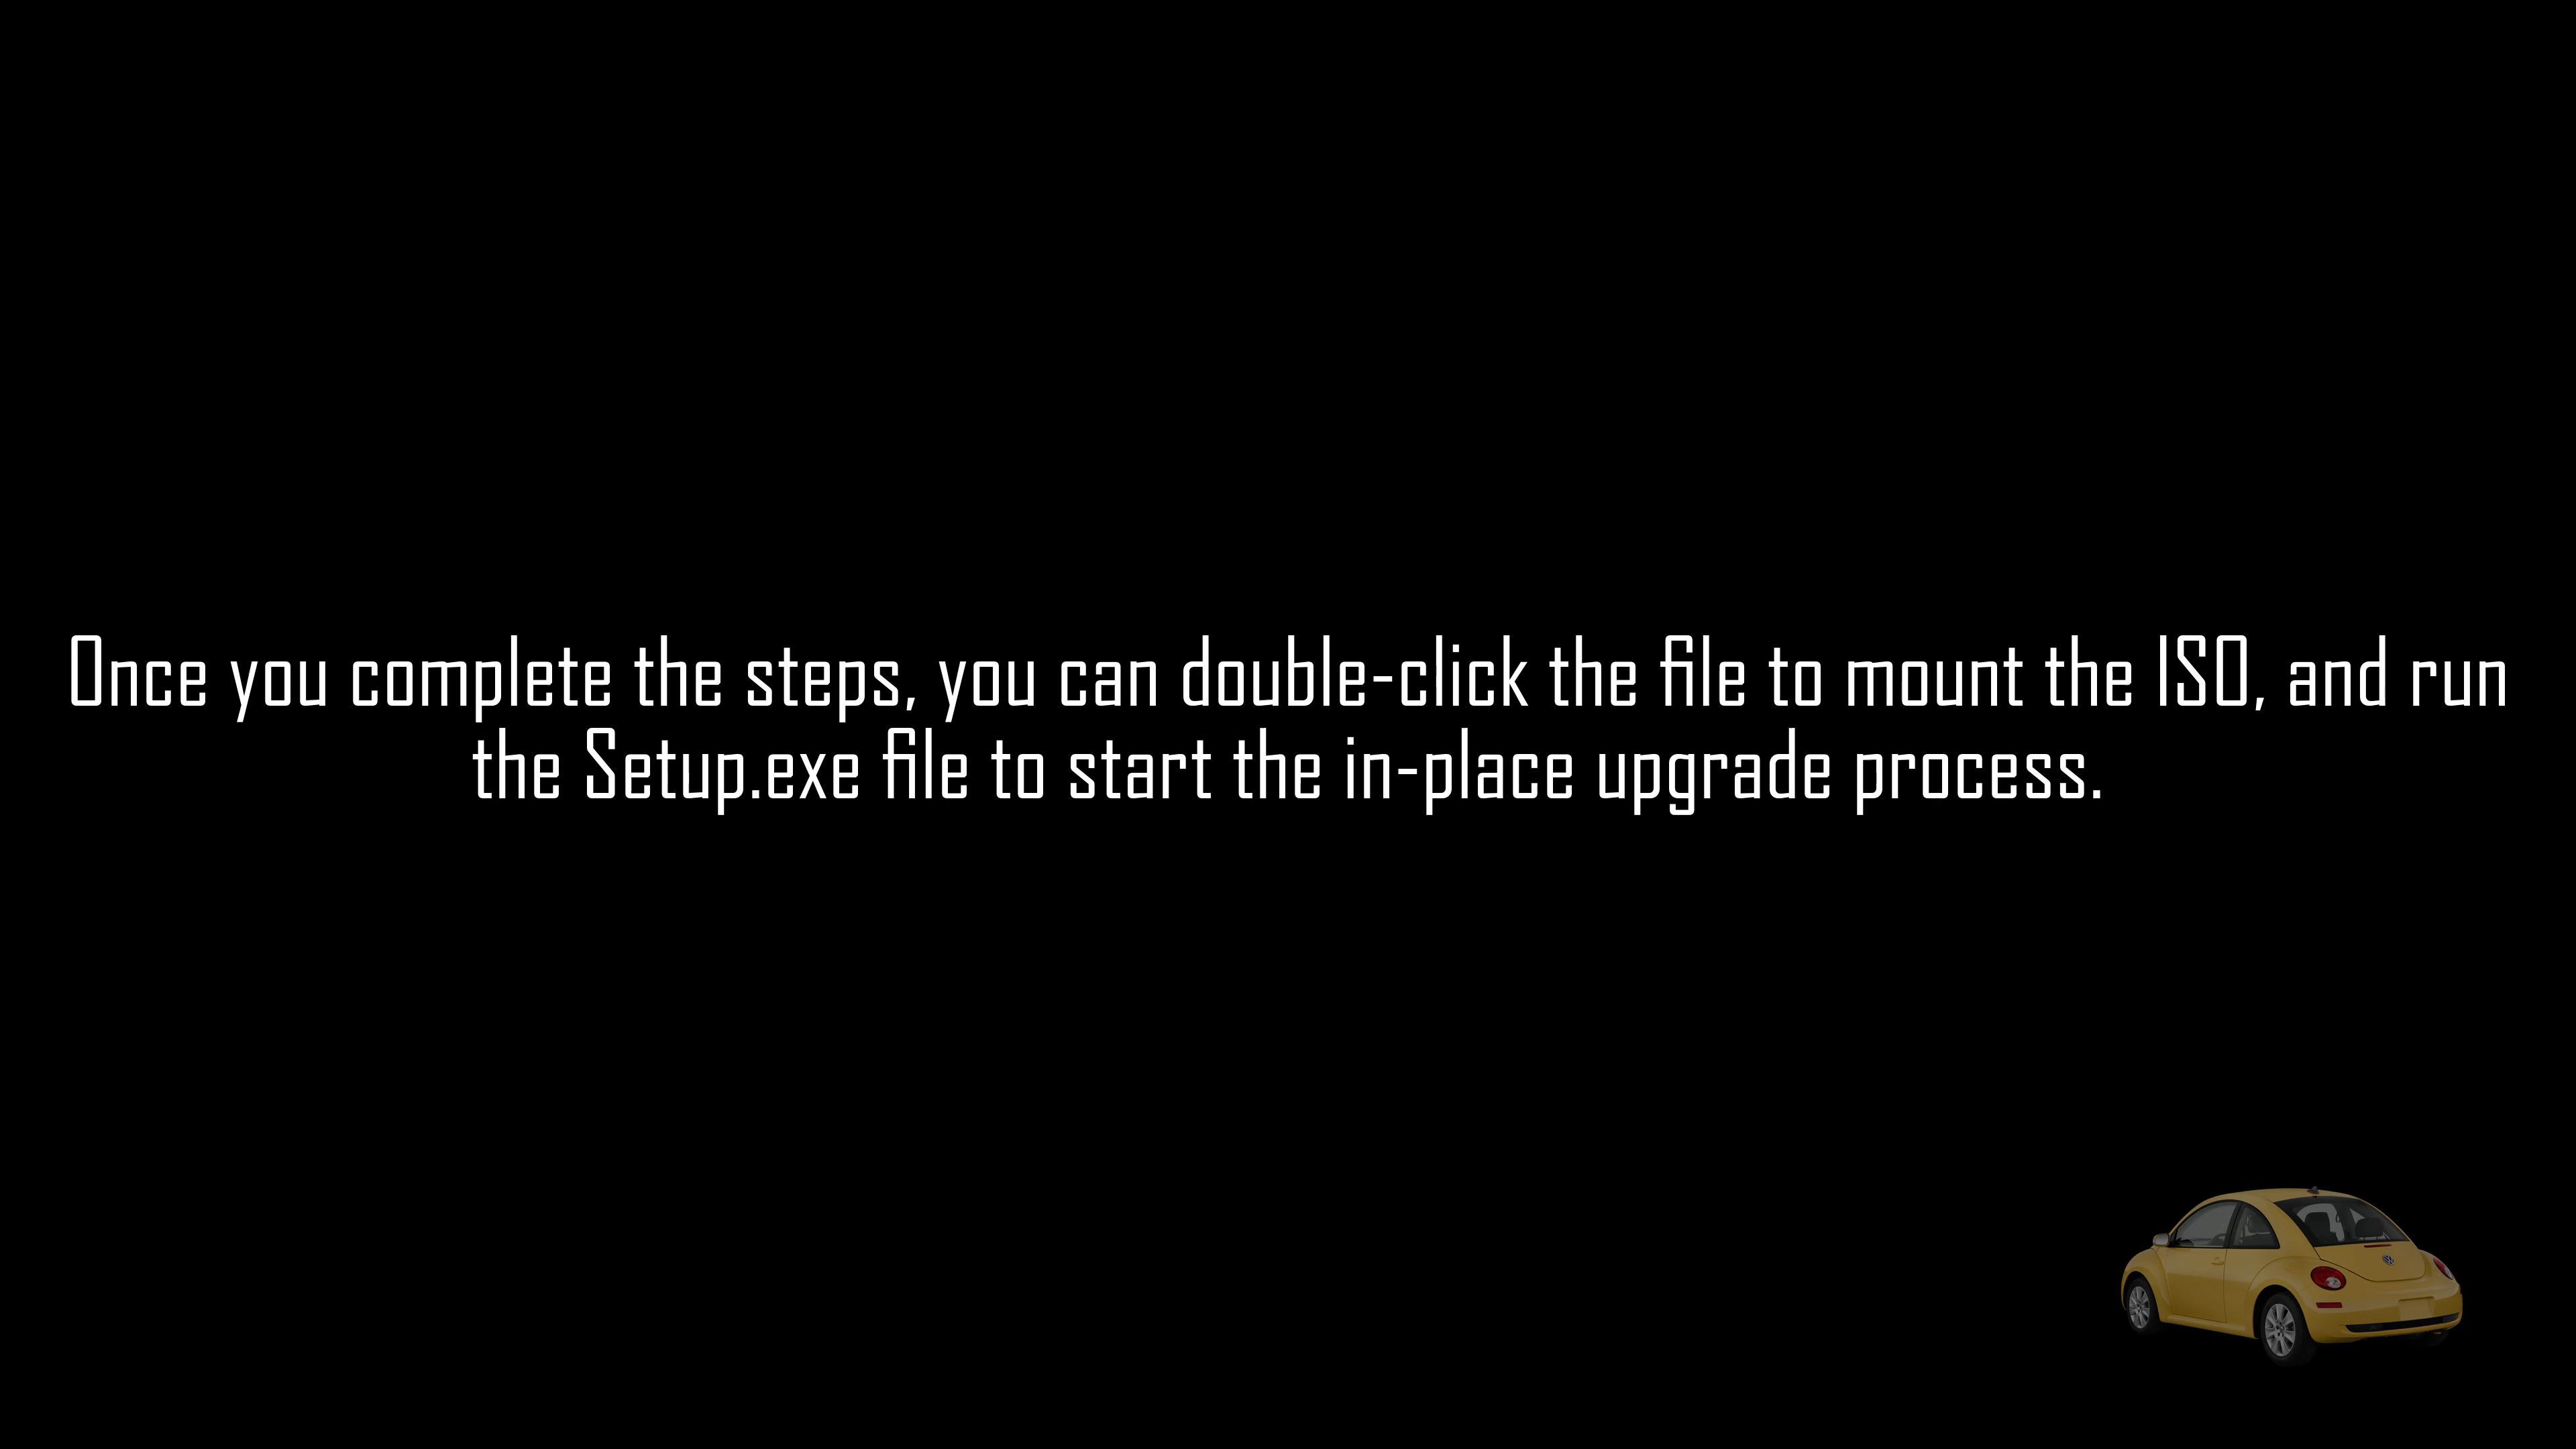 Once you complete the steps, you can double-click the file to mount the ISO, and run
the Setup.exe file to start the in-place upgrade process.